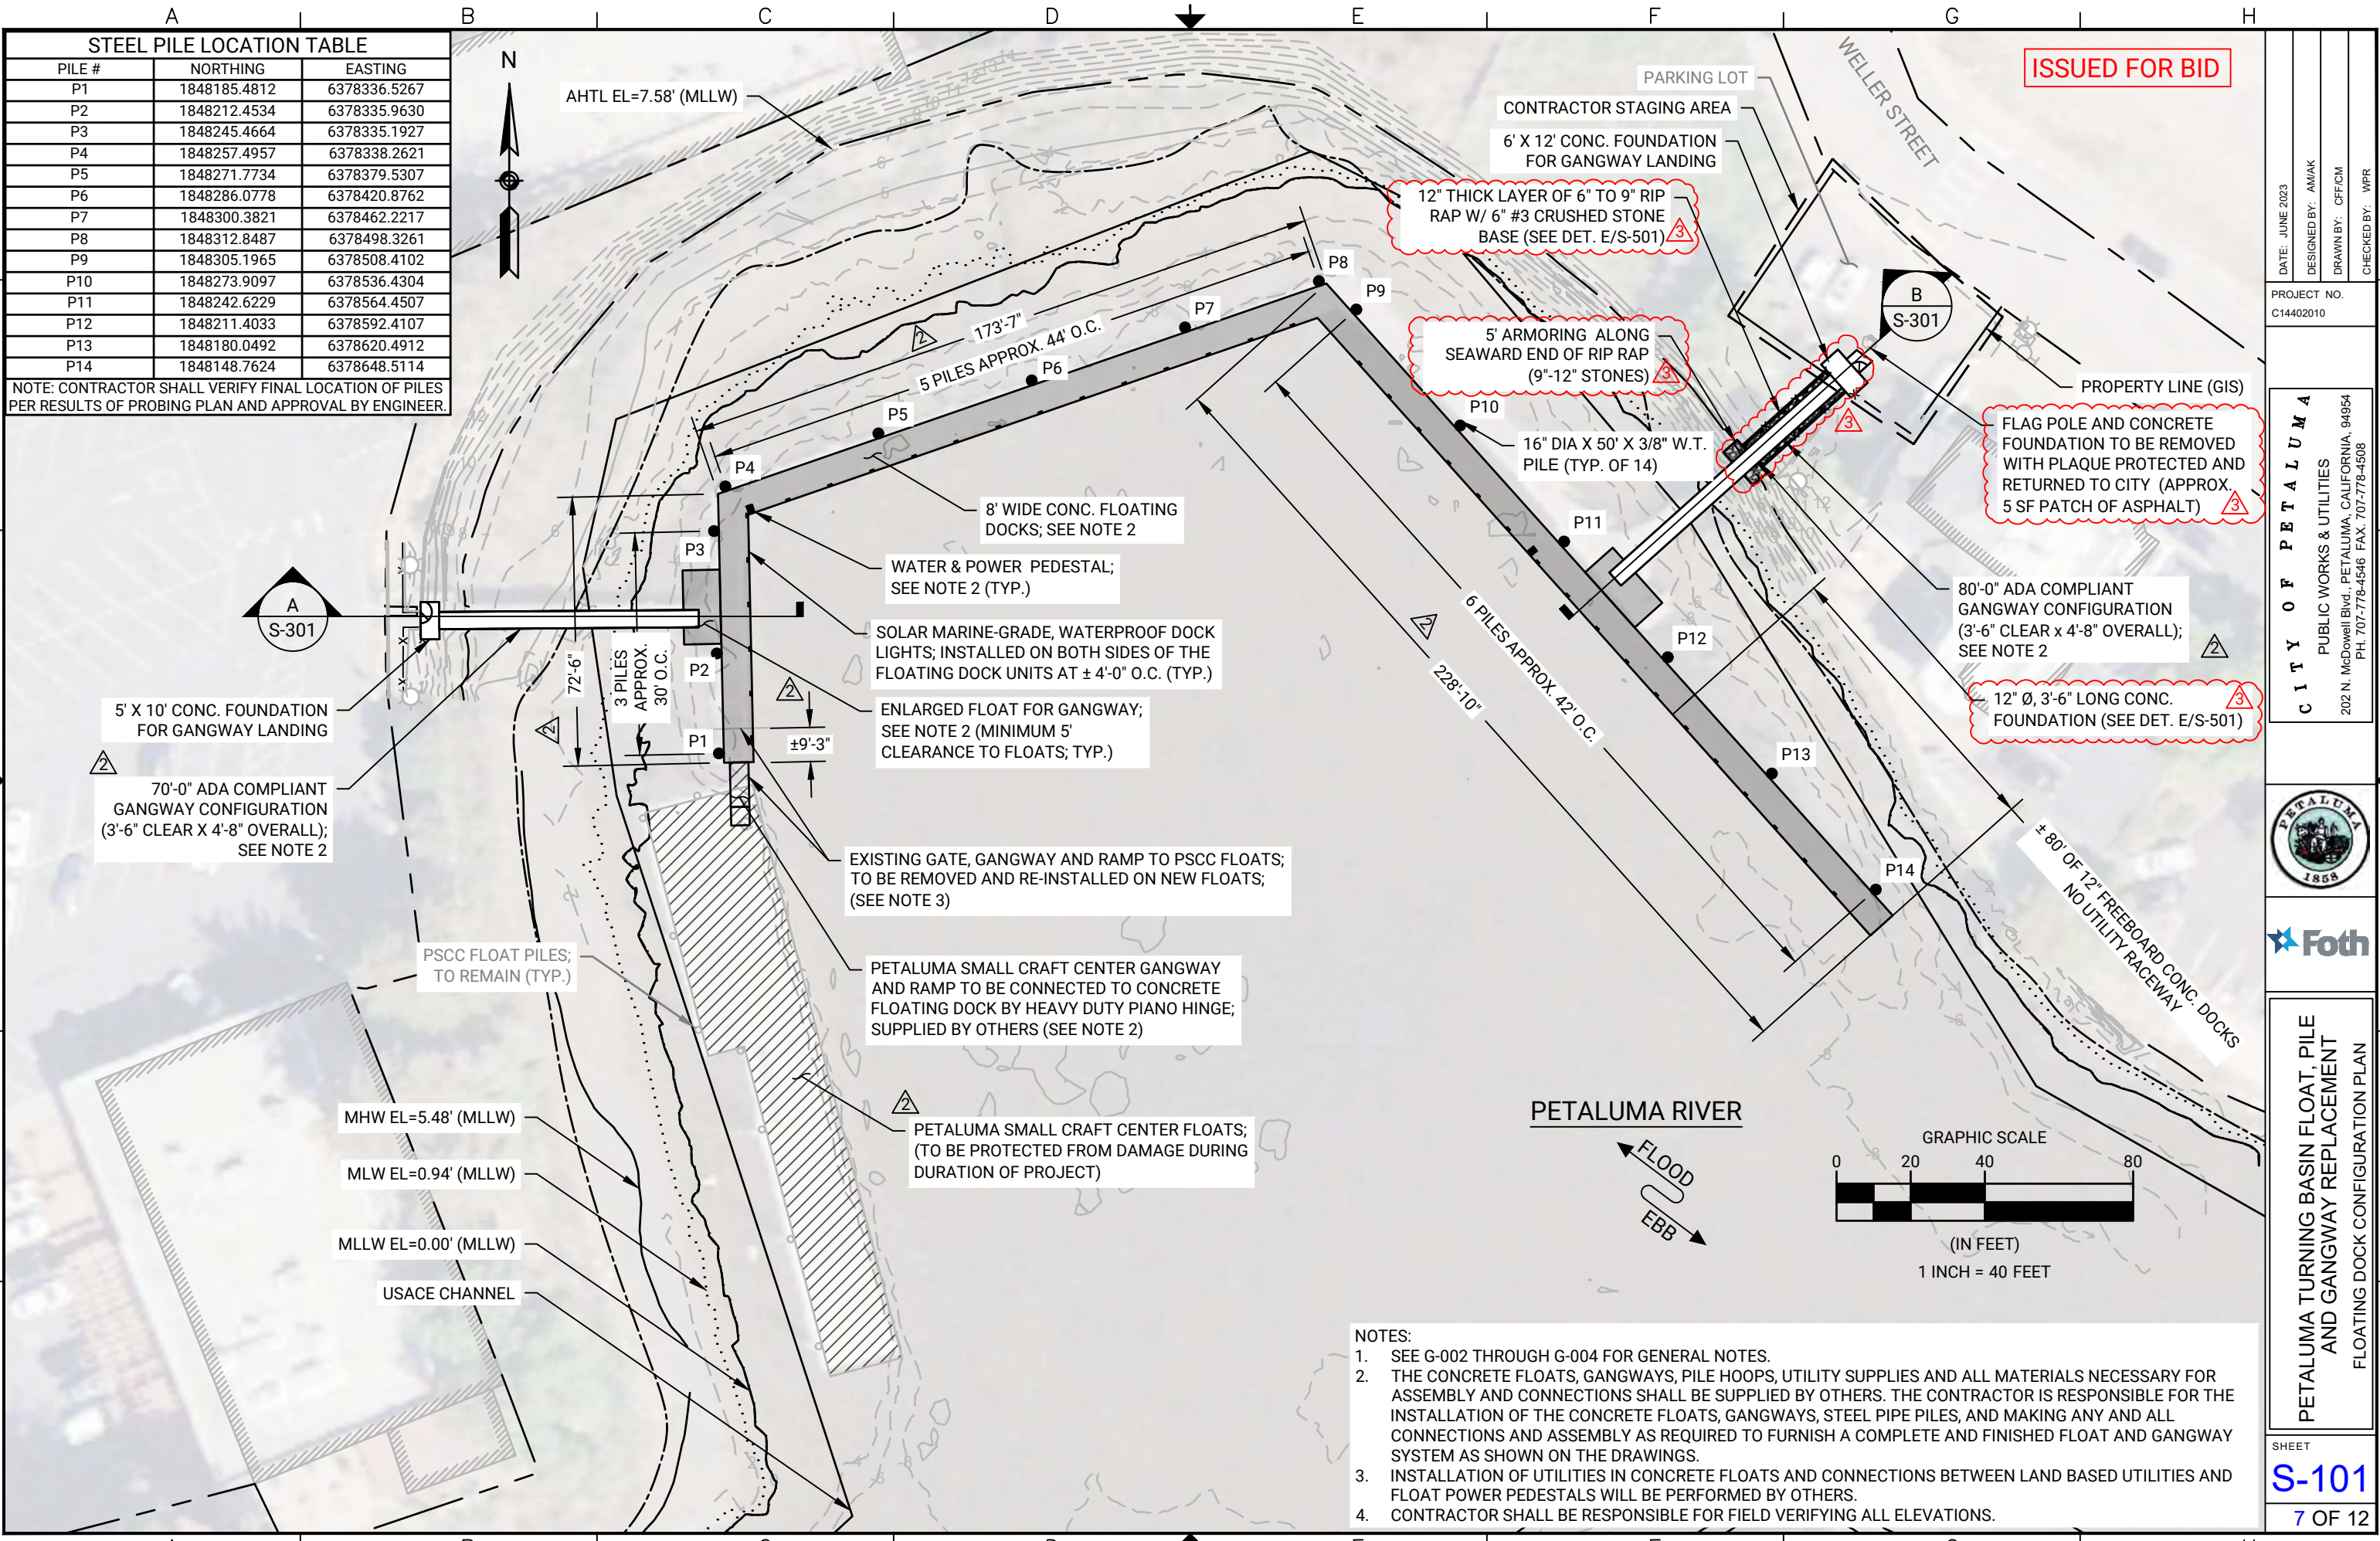 A B C D E F G H
STEEL PILE LOCATION TABLE
PILE # NORTHING EASTING
P1 1848185.4812 6378336.5267
P2 1848212.4534 6378335.9630
P3 1848245.4664 6378335.1927
P4 1848257.4957 6378338.2621
P5 1848271.7734 6378379.5307
P6 1848286.0778 6378420.8762
P7 1848300.3821 6378462.2217
P8 1848312.8487 6378498.3261
P9 1848305.1965 6378508.4102
P10 1848273.9097 6378536.4304
P11 1848242.6229 6378564.4507
P12 1848211.4033 6378592.4107
P13 1848180.0492 6378620.4912
P14 1848148.7624 6378648.5114
NOTE: CONTRACTOR SHALL VERIFY FINAL LOCATION OF PILES
PER RESULTS OF PROBING PLAN AND APPROVAL BY ENGINEER.
N
AHTL EL=7.58' (MLLW)
ISSUED FOR BID
WELLER STREET
PARKING LOT
CONTRACTOR STAGING AREA
6' X 12' CONC. FOUNDATION
FOR GANGWAY LANDING
12" THICK LAYER OF 6" TO 9" RIP
RAP W/ 6" #3 CRUSHED STONE
BASE (SEE DET. E/S-501)
3
5' ARMORING ALONG
SEAWARD END OF RIP RAP
(9"-12" STONES)
3
B
S-301
PROPERTY LINE (GIS)
3
FLAG POLE AND CONCRETE
FOUNDATION TO BE REMOVED
WITH PLAQUE PROTECTED AND
RETURNED TO CITY (APPROX.
5 SF PATCH OF ASPHALT)
3
80'-0" ADA COMPLIANT
GANGWAY CONFIGURATION
(3'-6" CLEAR x 4'-8" OVERALL);
SEE NOTE 2
2
12" Ø, 3'-6" LONG CONC.
FOUNDATION (SEE DET. E/S-501)
3
16" DIA X 50' X 3/8" W.T.
PILE (TYP. OF 14)
173'-7"
2
5 PILES APPROX. 44' O.C.
P8
P9
P7
P6
P5
P4
P3
P2
P1
P10
P11
P12
P13
P14
8' WIDE CONC. FLOATING
DOCKS; SEE NOTE 2
WATER & POWER PEDESTAL;
SEE NOTE 2 (TYP.)
SOLAR MARINE-GRADE, WATERPROOF DOCK
LIGHTS; INSTALLED ON BOTH SIDES OF THE
FLOATING DOCK UNITS AT ± 4'-0" O.C. (TYP.)
ENLARGED FLOAT FOR GANGWAY;
SEE NOTE 2 (MINIMUM 5'
CLEARANCE TO FLOATS; TYP.)
2
±9'-3"
72'-6"
2
3 PILES
APPROX.
30' O.C.
A
S-301
5' X 10' CONC. FOUNDATION
FOR GANGWAY LANDING
2
70'-0" ADA COMPLIANT
GANGWAY CONFIGURATION
(3'-6" CLEAR X 4'-8" OVERALL);
SEE NOTE 2
EXISTING GATE, GANGWAY AND RAMP TO PSCC FLOATS;
TO BE REMOVED AND RE-INSTALLED ON NEW FLOATS;
(SEE NOTE 3)
PSCC FLOAT PILES;
TO REMAIN (TYP.)
PETALUMA SMALL CRAFT CENTER GANGWAY
AND RAMP TO BE CONNECTED TO CONCRETE
FLOATING DOCK BY HEAVY DUTY PIANO HINGE;
SUPPLIED BY OTHERS (SEE NOTE 2)
2
PETALUMA SMALL CRAFT CENTER FLOATS;
(TO BE PROTECTED FROM DAMAGE DURING
DURATION OF PROJECT)
MHW EL=5.48' (MLLW)
MLW EL=0.94' (MLLW)
MLLW EL=0.00' (MLLW)
USACE CHANNEL
2
6 PILES APPROX. 42' O.C.
228'-10"
± 80' OF 12" FREEBOARD CONC. DOCKS
NO UTILITY RACEWAY
PETALUMA RIVER
FLOOD
EBB
GRAPHIC SCALE
0 20 40 80
(IN FEET)
1 INCH = 40 FEET
NOTES:
1. SEE G-002 THROUGH G-004 FOR GENERAL NOTES.
2. THE CONCRETE FLOATS, GANGWAYS, PILE HOOPS, UTILITY SUPPLIES AND ALL MATERIALS NECESSARY FOR
ASSEMBLY AND CONNECTIONS SHALL BE SUPPLIED BY OTHERS. THE CONTRACTOR IS RESPONSIBLE FOR THE
INSTALLATION OF THE CONCRETE FLOATS, GANGWAYS, STEEL PIPE PILES, AND MAKING ANY AND ALL
CONNECTIONS AND ASSEMBLY AS REQUIRED TO FURNISH A COMPLETE AND FINISHED FLOAT AND GANGWAY
SYSTEM AS SHOWN ON THE DRAWINGS.
3. INSTALLATION OF UTILITIES IN CONCRETE FLOATS AND CONNECTIONS BETWEEN LAND BASED UTILITIES AND
FLOAT POWER PEDESTALS WILL BE PERFORMED BY OTHERS.
4. CONTRACTOR SHALL BE RESPONSIBLE FOR FIELD VERIFYING ALL ELEVATIONS.
DATE: JUNE 2023
DESIGNED BY: AM/AK
DRAWN BY: CFF/CM
CHECKED BY: WPR
PROJECT NO.
C14402010
CITY OF PETALUMA
PUBLIC WORKS & UTILITIES
202 N. McDowell Blvd., PETALUMA, CALIFORNIA, 94954
PH. 707-778-4546 FAX. 707-778-4508
PETALUMA
1858
Foth
PETALUMA TURNING BASIN FLOAT, PILE
AND GANGWAY REPLACEMENT
FLOATING DOCK CONFIGURATION PLAN
SHEET
S-101
7 OF 12